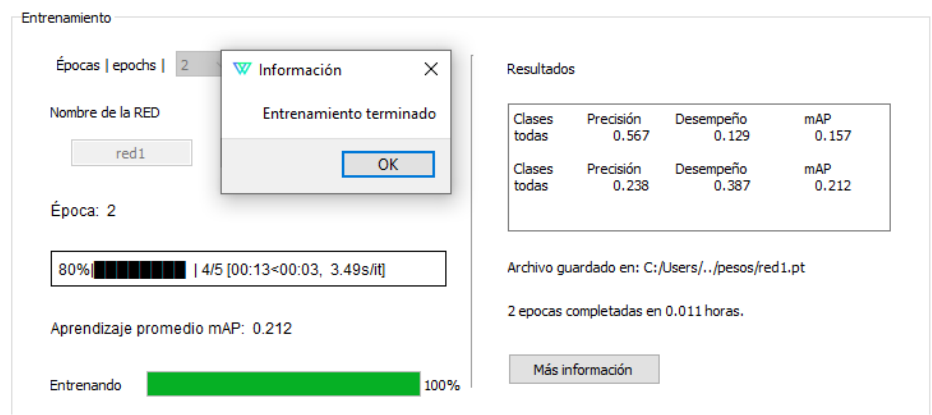 Entrenamiento
Épocas | epochs | 2
Nombre de la RED
red1
Información
Entrenamiento terminado
OK
Época: 2
80%| | 4/5 [00:13<00:03, 3.49s/it]
Aprendizaje promedio mAP: 0.212
Entrenando 100%
Resultados
Clases Precisión Desempeño mAP
todas 0.567 0.129 0.157
Clases Precisión Desempeño mAP
todas 0.238 0.387 0.212
Archivo guardado en: C:/Users/../pesos/red1.pt
2 epocas completadas en 0.011 horas.
Más información